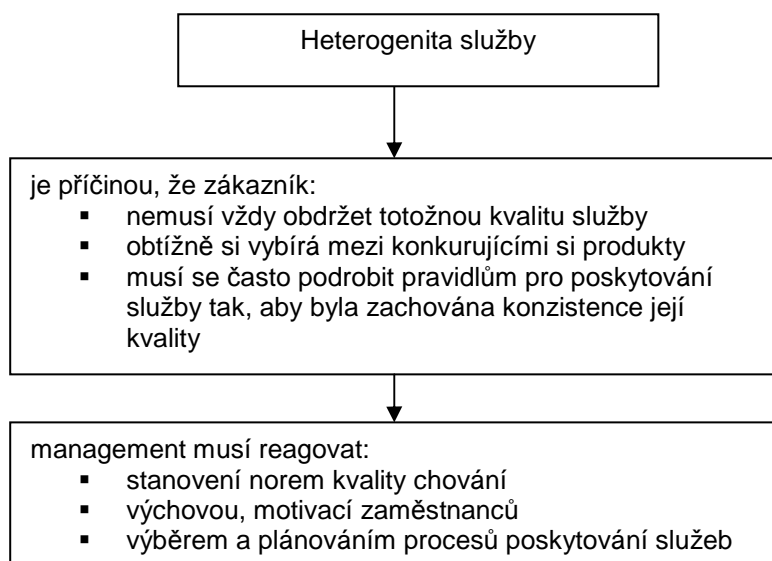 Heterogenita služby
je příčinou, že zákazník:
▪ nemusí vždy obdržet totožnou kvalitu služby
▪ obtížně si vybírá mezi konkurujícími si produkty
▪ musí se často podrobit pravidlům pro poskytování
služby tak, aby byla zachována konzistence její
kvality
management musí reagovat:
▪ stanovení norem kvality chování
▪ výchovou, motivací zaměstnanců
▪ výběrem a plánováním procesů poskytování služeb